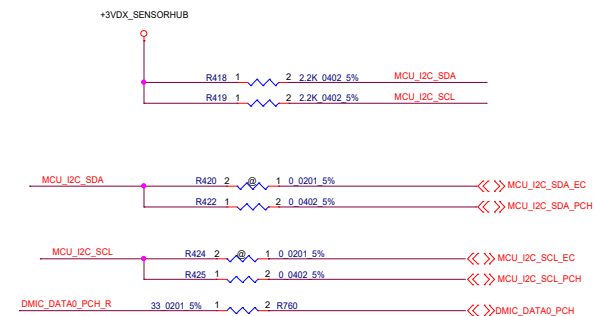 +3VDX_SENSORHUB
R418 1 2 2.2K_0402_5% MCU_I2C_SDA
R419 1 2 2.2K_0402_5% MCU_I2C_SCL
MCU_I2C_SDA R420 2 @ 1 0_0201_5% MCU_I2C_SDA_EC
R422 1 2 0_0402_5% MCU_I2C_SDA_PCH
MCU_I2C_SCL R424 2 @ 1 0_0201_5% MCU_I2C_SCL_EC
R425 1 2 0_0402_5% MCU_I2C_SCL_PCH
DMIC_DATA0_PCH_R 33_0201_5% 1 2 R760 DMIC_DATA0_PCH